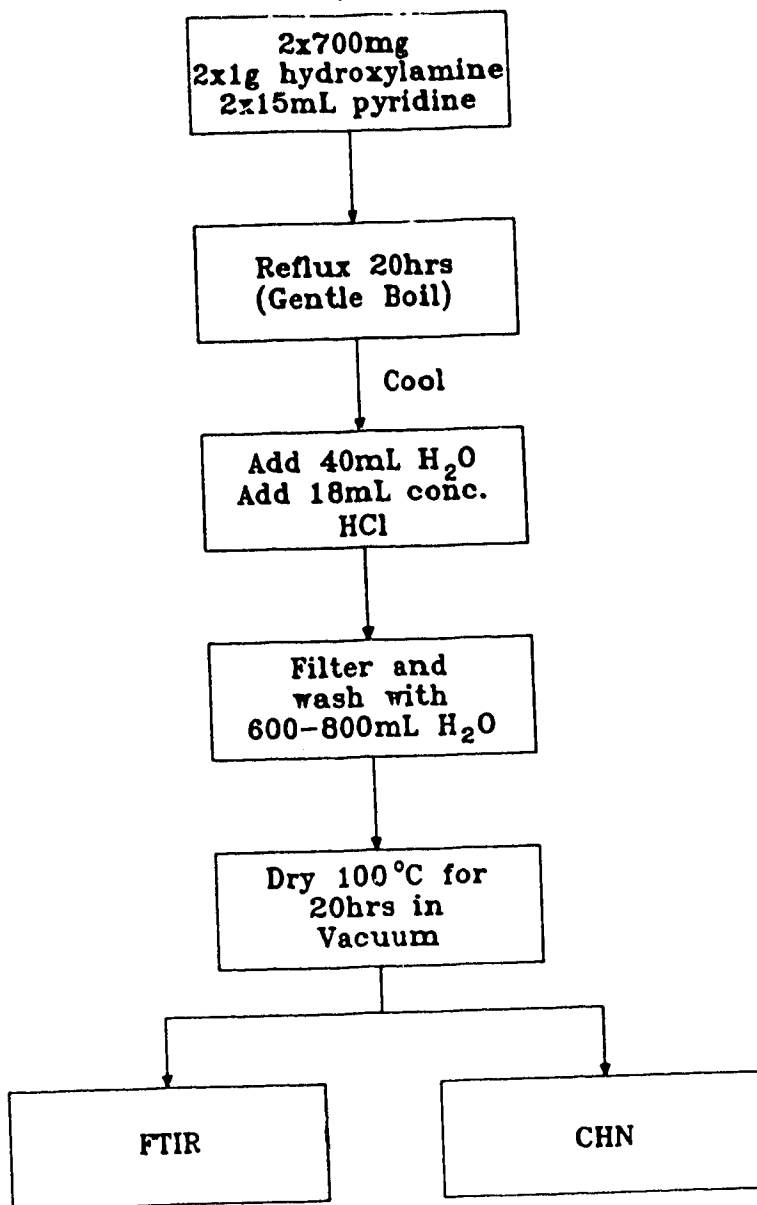 2x700mg
2x1g hydroxylamine
2x15mL pyridine
Reflux 20hrs
(Gentle Boil)
Cool
Add 40mL H₂O
Add 18mL conc.
HCl
Filter and
wash with
600-800mL H₂O
Dry 100°C for
20hrs in
Vacuum
FTIR
CHN